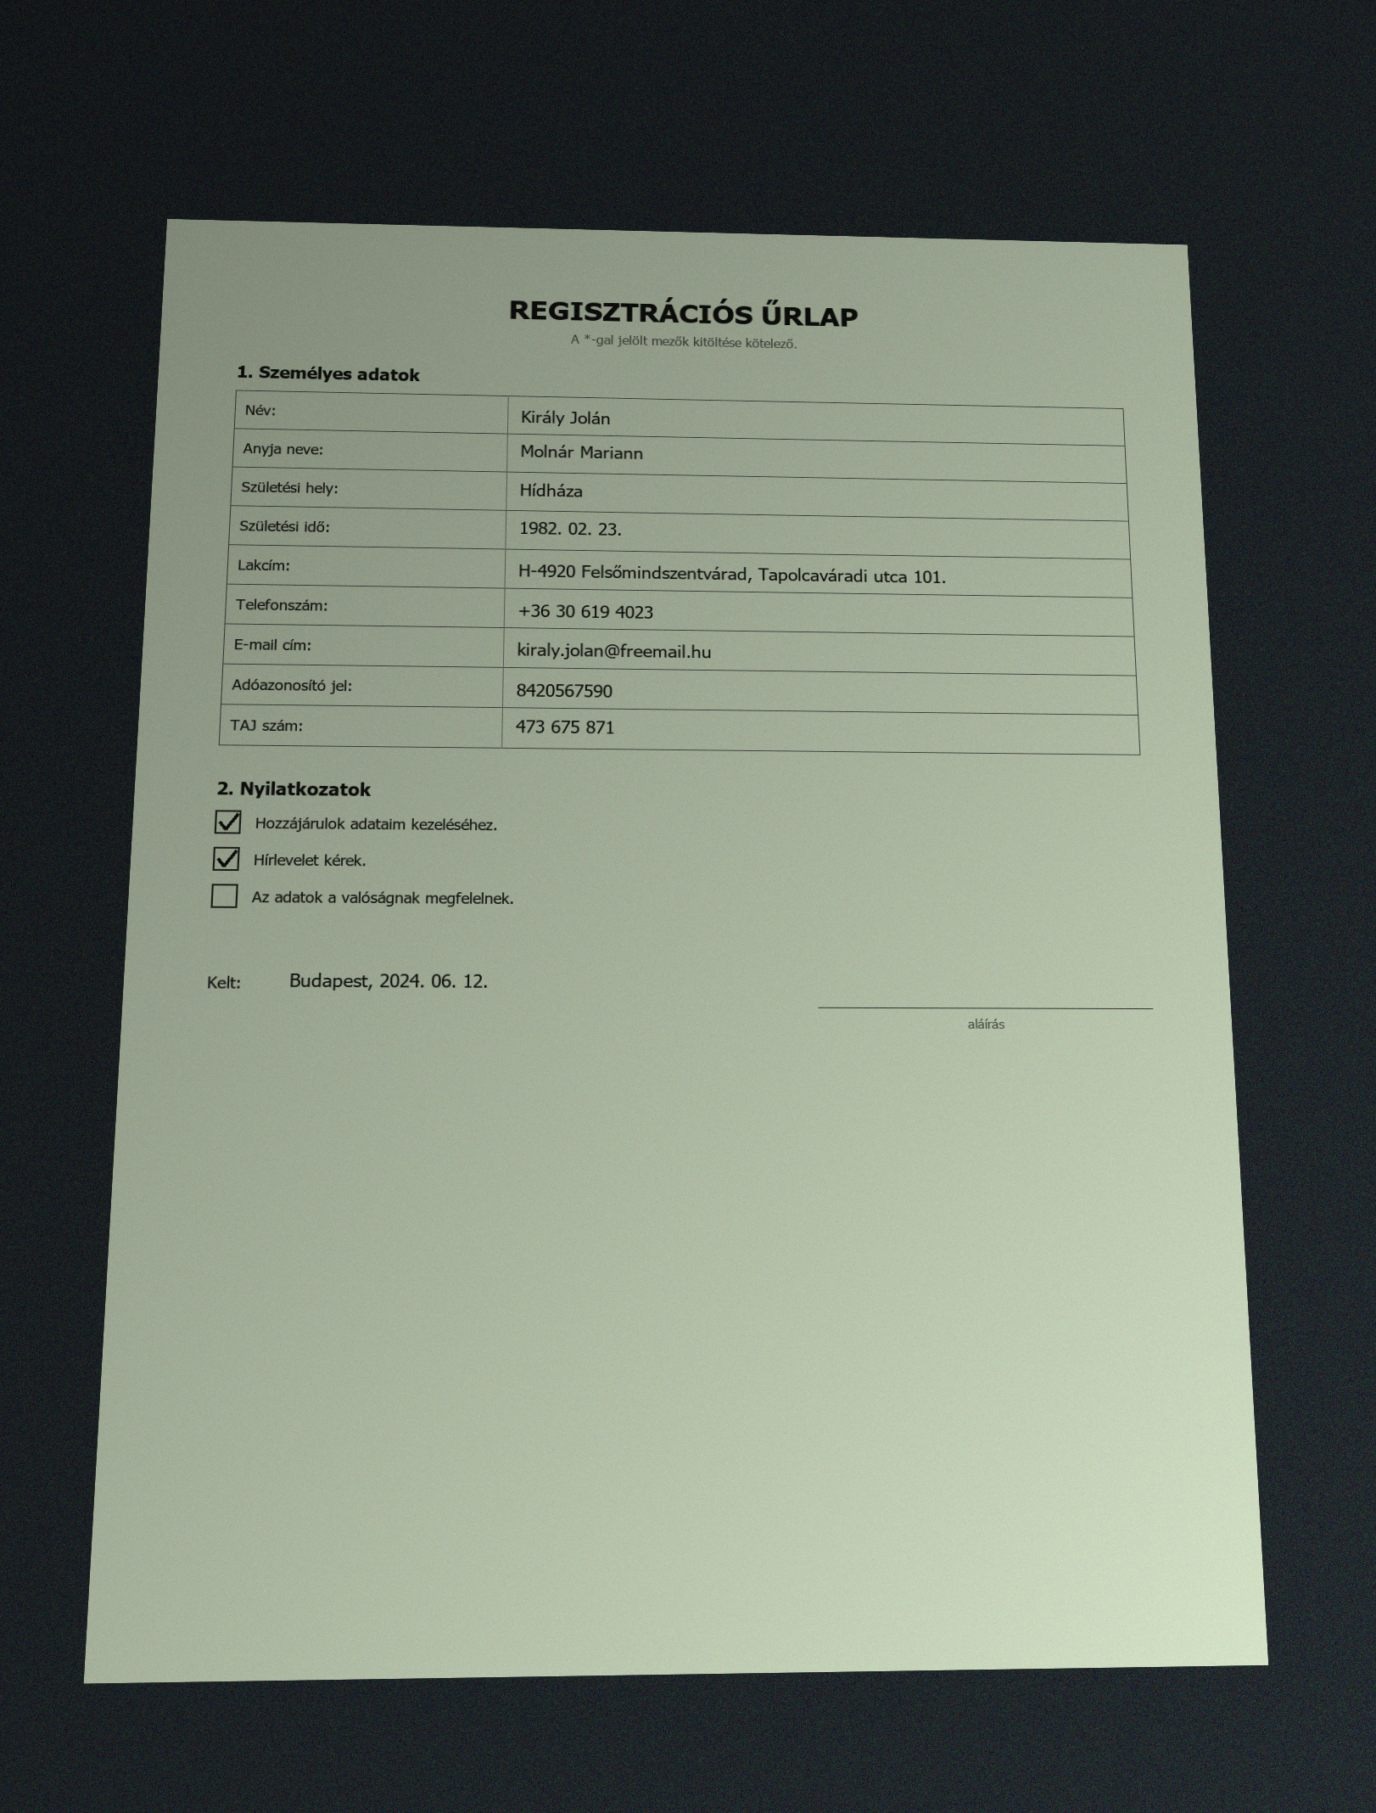 REGISZTRÁCIÓS ŰRLAP
A *-gal jelölt mezők kitöltése kötelező.
1. Személyes adatok
Név: Király Jolán
Anyja neve: Molnár Mariann
Születési hely: Hídháza
Születési idő: 1982. 02. 23.
Lakcím: H-4920 Felsőmindszentvárad, Tapolcaváradi utca 101.
Telefonszám: +36 30 619 4023
E-mail cím: kiraly.jolan@freemail.hu
Adóazonosító jel: 8420567590
TAJ szám: 473 675 871
2. Nyilatkozatok
Hozzájárulok adataim kezeléséhez.
Hírlevelet kérek.
Az adatok a valóságnak megfelelnek.
Kelt: Budapest, 2024. 06. 12.
aláírás